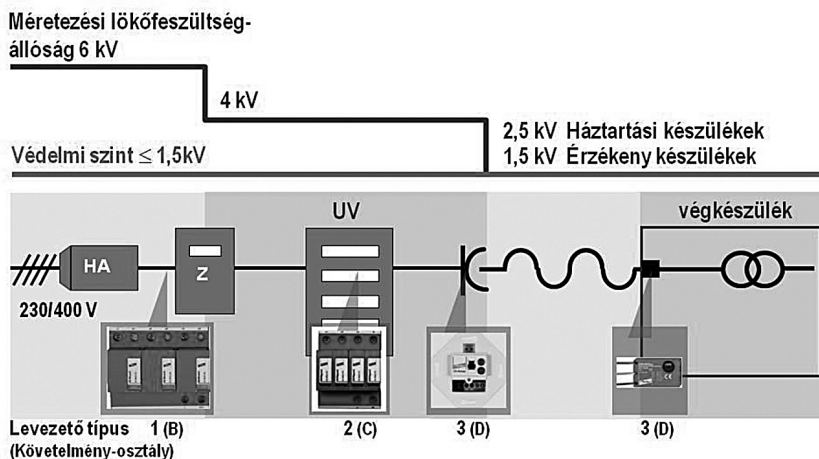 Méretezési lökőfeszültség-
állóság 6 kV
4 kV
2,5 kV Háztartási készülékek
1,5 kV Érzékeny készülékek
Védelmi szint ≤ 1,5kV
UV
végkészülék
HA
Z
230/400 V
Levezető típus 1 (B) 2 (C) 3 (D) 3 (D)
(Követelmény-osztály)